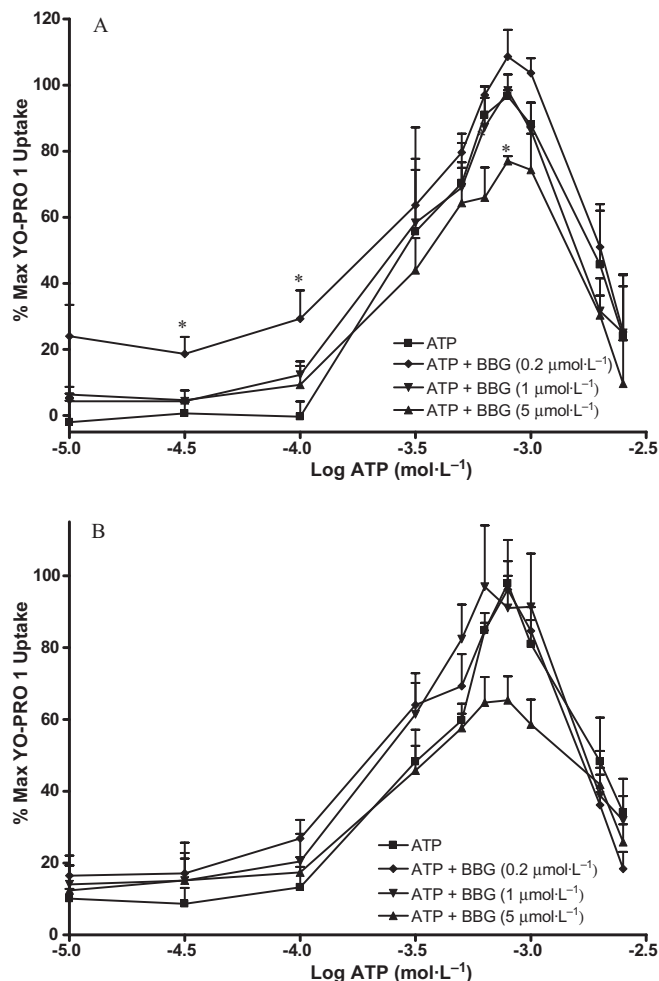 A
% Max YO-PRO 1 Uptake
120
100
80
60
40
20
0
*
*
*
ATP
ATP + BBG (0.2 μmol·L⁻¹)
ATP + BBG (1 μmol·L⁻¹)
ATP + BBG (5 μmol·L⁻¹)
-5.0 -4.5 -4.0 -3.5 -3.0 -2.5
Log ATP (mol·L⁻¹)
B
% Max YO-PRO 1 Uptake
100
80
60
40
20
0
ATP
ATP + BBG (0.2 μmol·L⁻¹)
ATP + BBG (1 μmol·L⁻¹)
ATP + BBG (5 μmol·L⁻¹)
-5.0 -4.5 -4.0 -3.5 -3.0 -2.5
Log ATP (mol·L⁻¹)